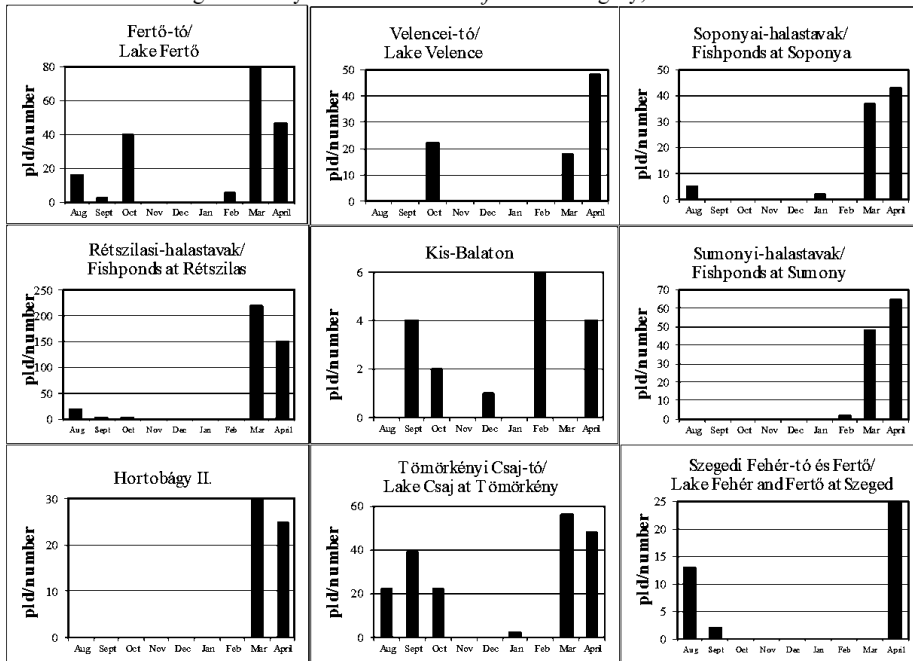 Fertő-tó/
Lake Fertő
pld/number
80
60
40
20
0
Aug Sept Oct Nov Dec Jan Feb Mar April
Velencei-tó/
Lake Velence
pld/number
50
40
30
20
10
0
Aug Sept Oct Nov Dec Jan Feb Mar April
Soponyai-halastavak/
Fishponds at Soponya
pld/number
50
40
30
20
10
0
Aug Sept Oct Nov Dec Jan Feb Mar April
Rétszilasi-halastavak/
Fishponds at Rétszilas
pld/number
250
200
150
100
50
0
Aug Sept Oct Nov Dec Jan Feb Mar April
Kis-Balaton
pld/number
6
4
2
0
Aug Sept Oct Nov Dec Jan Feb Mar April
Sumonyi-halastavak/
Fishponds at Sumony
pld/number
70
60
50
40
30
20
10
0
Aug Sept Oct Nov Dec Jan Feb Mar April
Hortobágy II.
pld/number
30
20
10
0
Aug Sept Oct Nov Dec Jan Feb Mar April
Tömörkényi Csaj-tó/
Lake Csaj at Tömörkény
pld/number
60
40
20
0
Aug Sept Oct Nov Dec Jan Feb Mar April
Szegedi Fehér-tó és Fertő/
Lake Fehér and Fertő at Szeged
pld/number
25
20
15
10
5
0
Aug Sept Oct Nov Dec Jan Feb Mar April